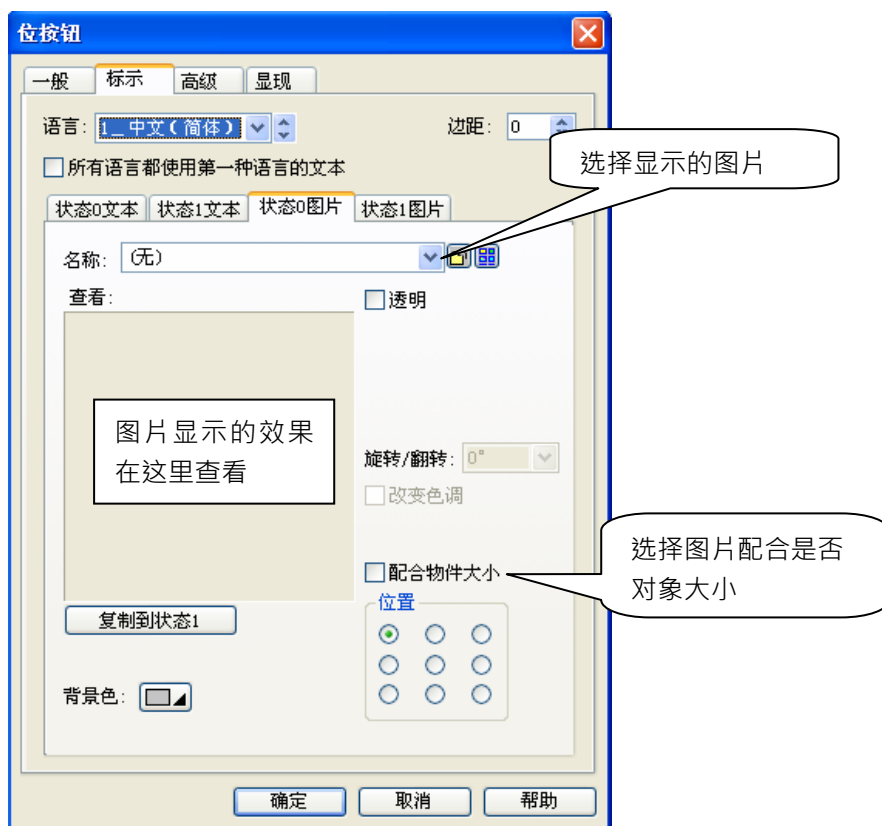 位按钮
一般 标示 高级 显现
语言: 1_中文(简体) 边距: 0
所有语言都使用第一种语言的文本
选择显示的图片
状态0文本 状态1文本 状态0图片 状态1图片
名称: (无)
查看: 透明
图片显示的效果
在这里查看
旋转/翻转: 0°
改变色调
选择图片配合是否
对象大小
配合物件大小
位置
复制到状态1
背景色:
确定 取消 帮助